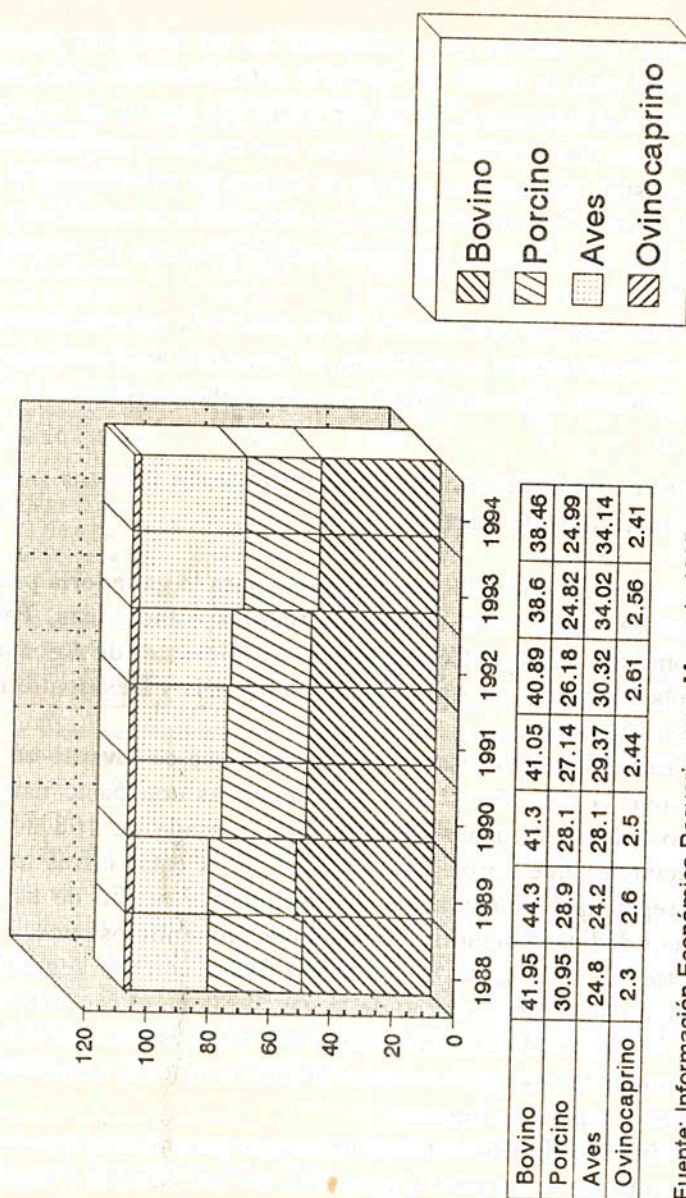 120
100
80
60
40
20
0
1988 1989 1990 1991 1992 1993 1994
Bovino
Porcino
Aves
Ovinocaprino
Bovino 41.95 44.3 41.3 41.05 40.89 38.6 38.46
Porcino 30.95 28.9 28.1 27.14 26.18 24.82 24.99
Aves 24.8 24.2 28.1 29.37 30.32 34.02 34.14
Ovinocaprino 2.3 2.6 2.5 2.44 2.61 2.56 2.41
Fuente: Información Económica Pecuaria